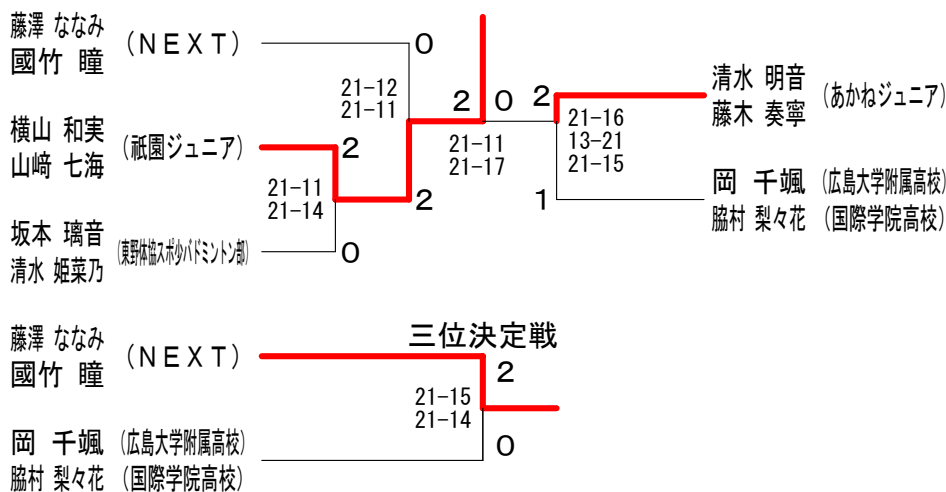 藤澤 ななみ
國竹 瞳
(NEXT)
0
21-12
21-11
横山 和実
山﨑 七海
(祇園ジュニア)
2
21-11
21-14
2
坂本 璃音
清水 姫菜乃
(東野体協スポ少バドミントン部)
0
2
0
21-11
21-17
2
21-16
13-21
21-15
1
清水 明音
藤木 奏寧
(あかねジュニア)
岡 千颯 (広島大学附属高校)
脇村 梨々花 (国際学院高校)
三位決定戦
藤澤 ななみ
國竹 瞳
(NEXT)
2
21-15
21-14
0
岡 千颯 (広島大学附属高校)
脇村 梨々花 (国際学院高校)